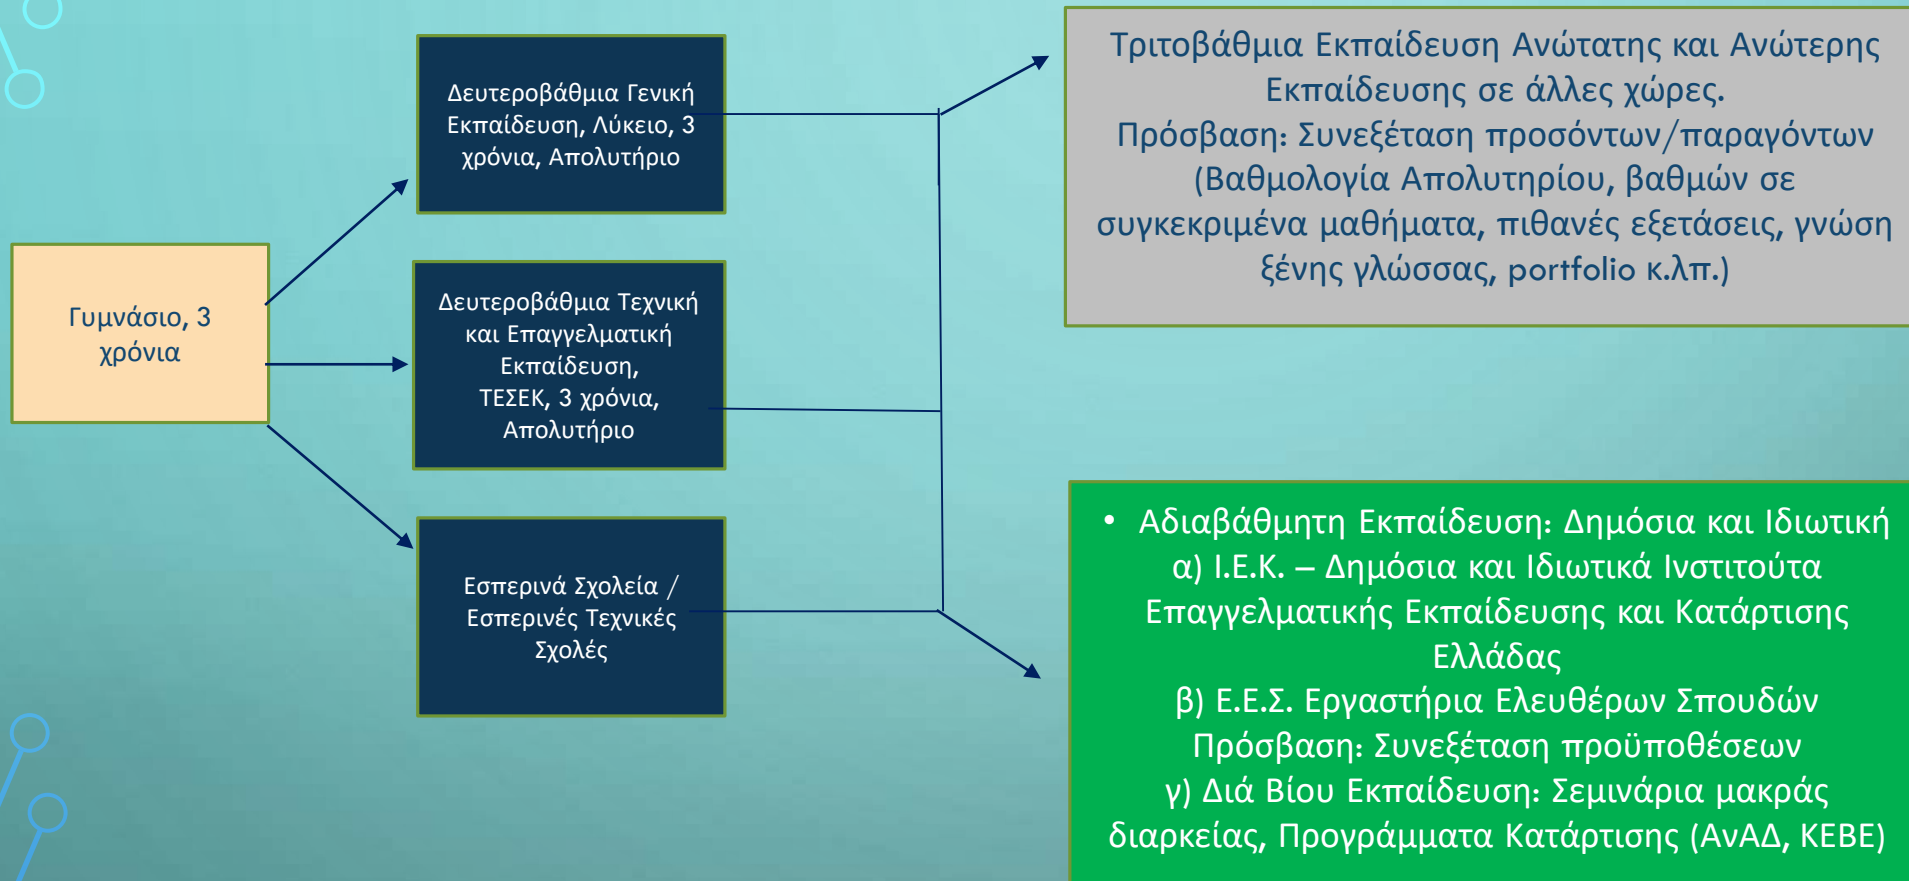 Γυμνάσιο, 3
χρόνια
Δευτεροβάθμια Γενική
Εκπαίδευση, Λύκειο, 3
χρόνια, Απολυτήριο
Δευτεροβάθμια Τεχνική
και Επαγγελματική
Εκπαίδευση,
ΤΕΣΕΚ, 3 χρόνια,
Απολυτήριο
Εσπερινά Σχολεία /
Εσπερινές Τεχνικές
Σχολές
Τριτοβάθμια Εκπαίδευση Ανώτατης και Ανώτερης
Εκπαίδευσης σε άλλες χώρες.
Πρόσβαση: Συνεξέταση προσόντων/παραγόντων
(Βαθμολογία Απολυτηρίου, βαθμών σε
συγκεκριμένα μαθήματα, πιθανές εξετάσεις, γνώση
ξένης γλώσσας, portfolio κ.λπ.)
• Αδιαβάθμητη Εκπαίδευση: Δημόσια και Ιδιωτική
α) Ι.Ε.Κ. – Δημόσια και Ιδιωτικά Ινστιτούτα
Επαγγελματικής Εκπαίδευσης και Κατάρτισης
Ελλάδας
β) Ε.Ε.Σ. Εργαστήρια Ελευθέρων Σπουδών
Πρόσβαση: Συνεξέταση προϋποθέσεων
γ) Διά Βίου Εκπαίδευση: Σεμινάρια μακράς
διαρκείας, Προγράμματα Κατάρτισης (ΑνΑΔ, ΚΕΒΕ)